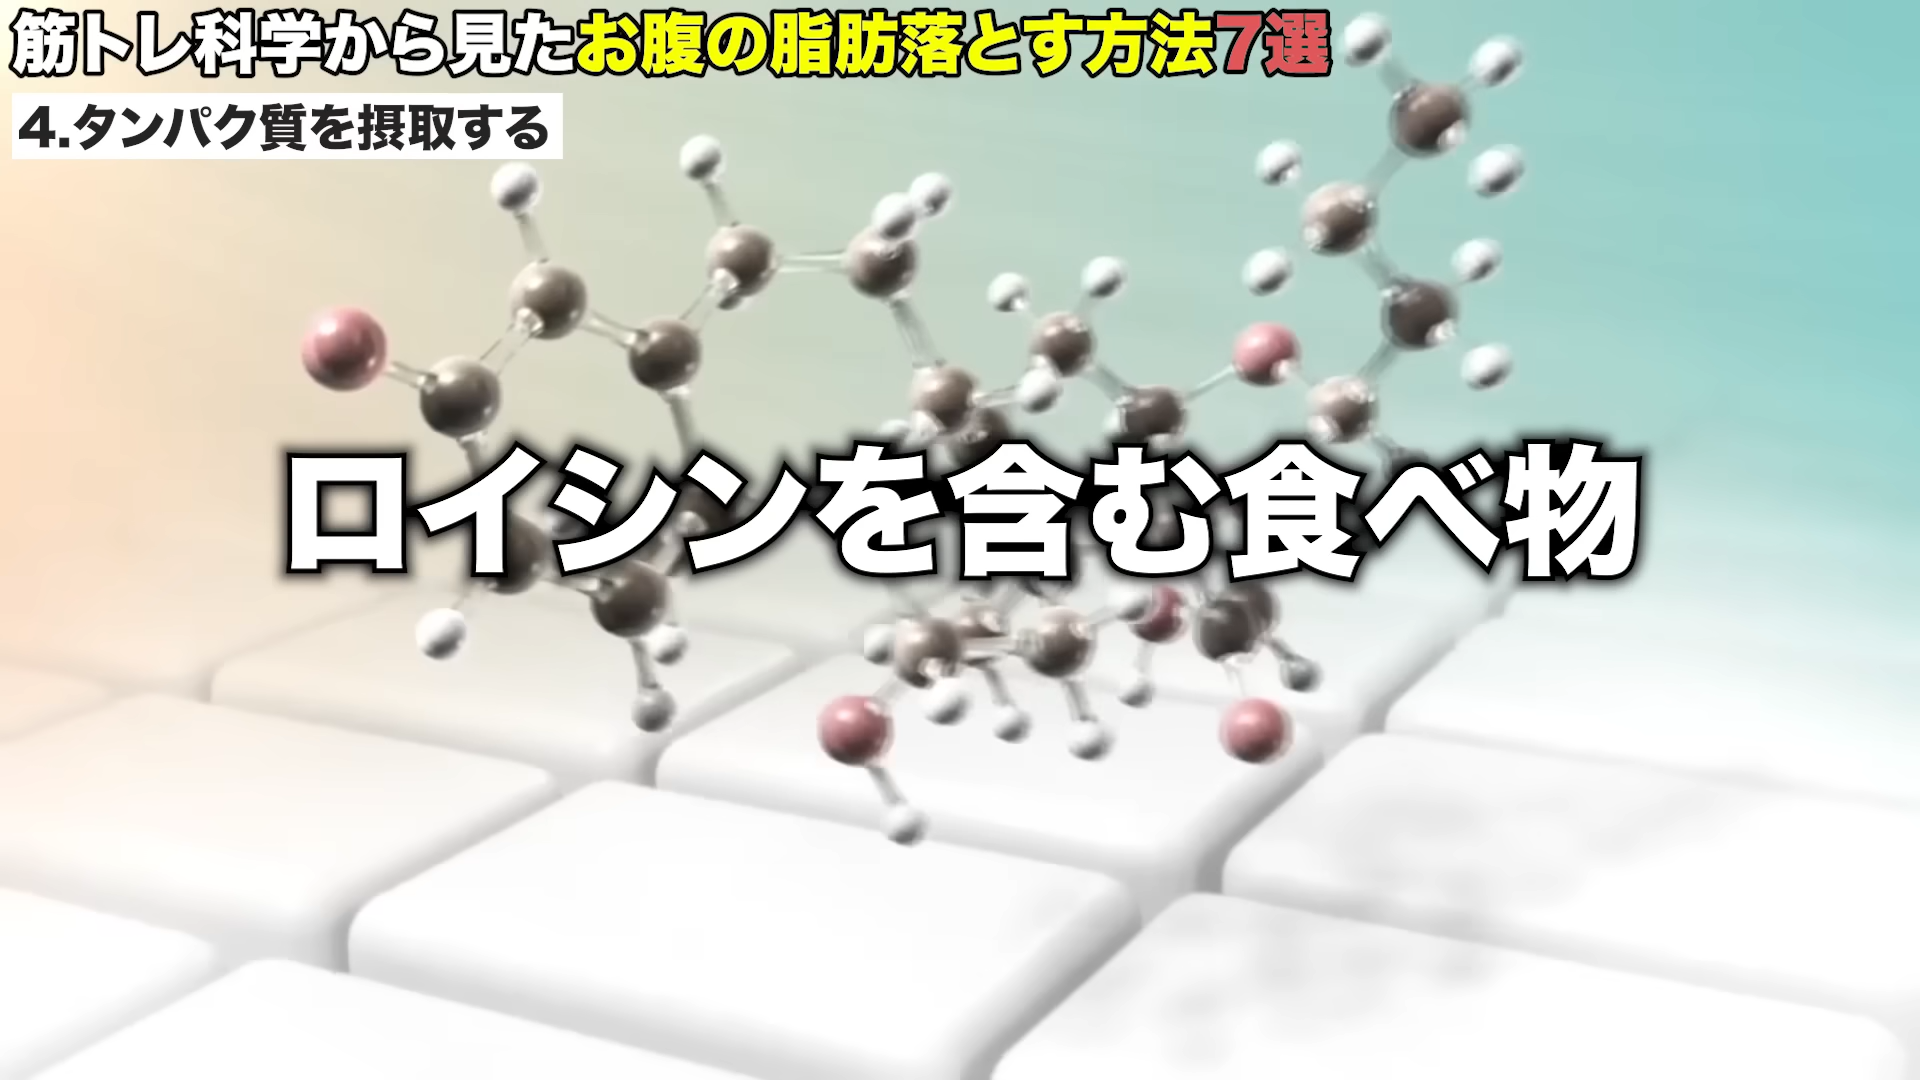 筋トレ科学から見たお腹の脂肪落とす方法7選
4.タンパク質を摂取する
ロイシンを含む食べ物